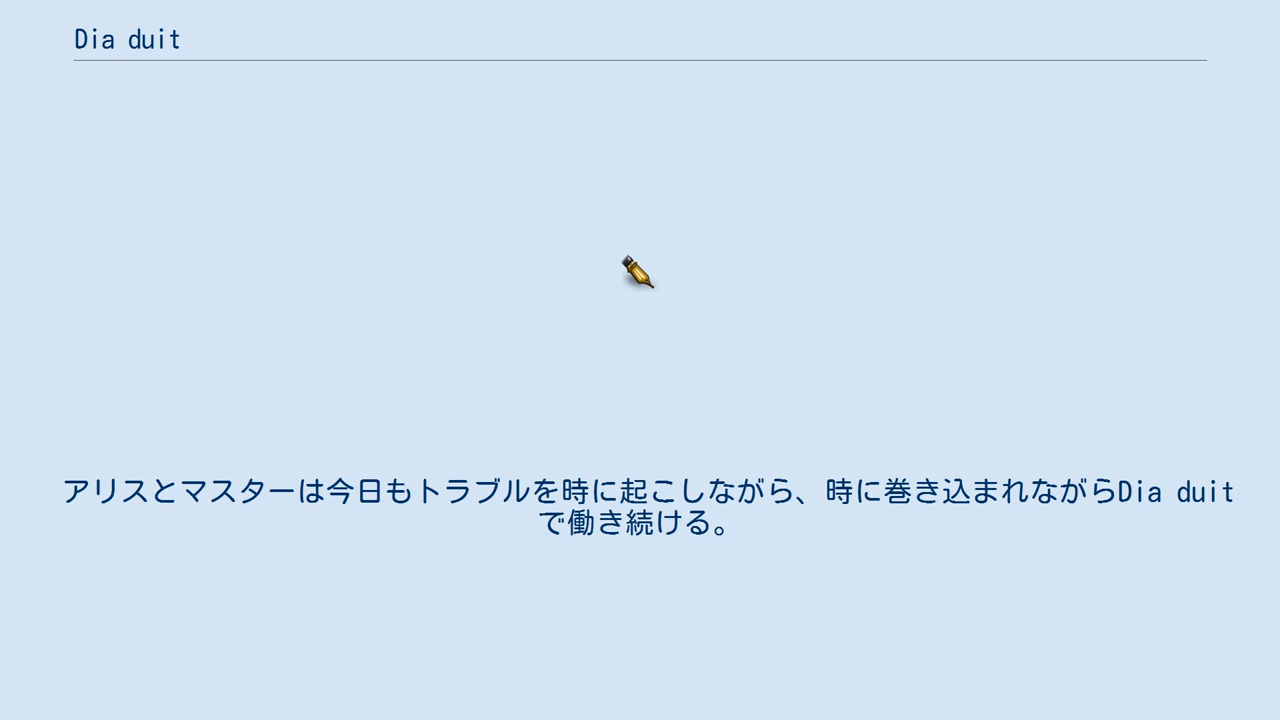 Dia duit
アリスとマスターは今日もトラブルを時に起こしながら、時に巻き込まれながらDia duit
で働き続ける。